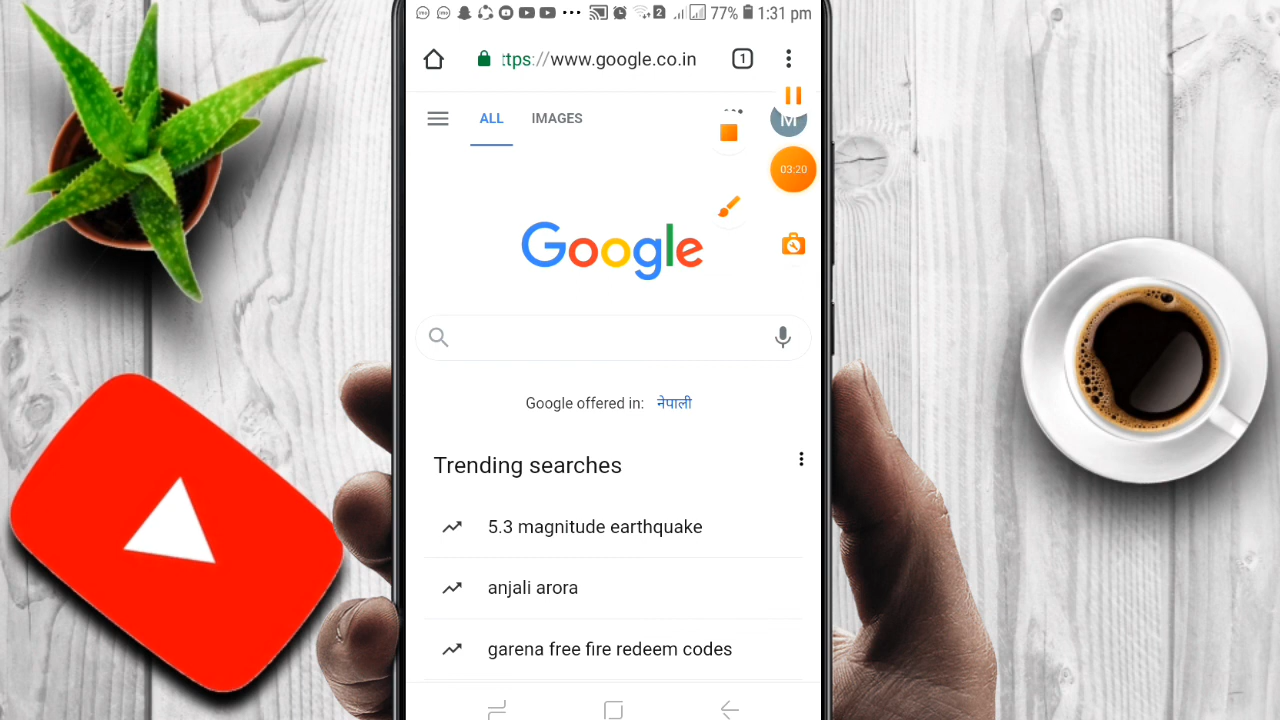 2 77% 1:31 pm
ttps://www.google.co.in 1
ALL IMAGES M
03:20
Google
Google offered in: नेपाली
Trending searches
5.3 magnitude earthquake
anjali arora
garena free fire redeem codes